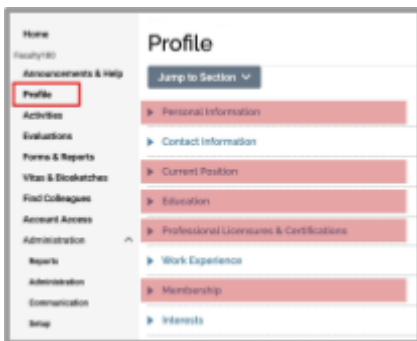 Home
Faculty180
Announcements & Help
Profile
Activities
Evaluations
Forms & Reports
Vitas & Biosketches
Find Colleagues
Account Access
Administration
Reports
Administration
Communication
Setup
Profile
Jump to Section
Personal Information
Contact Information
Current Position
Education
Professional Licensures & Certifications
Work Experience
Membership
Interests